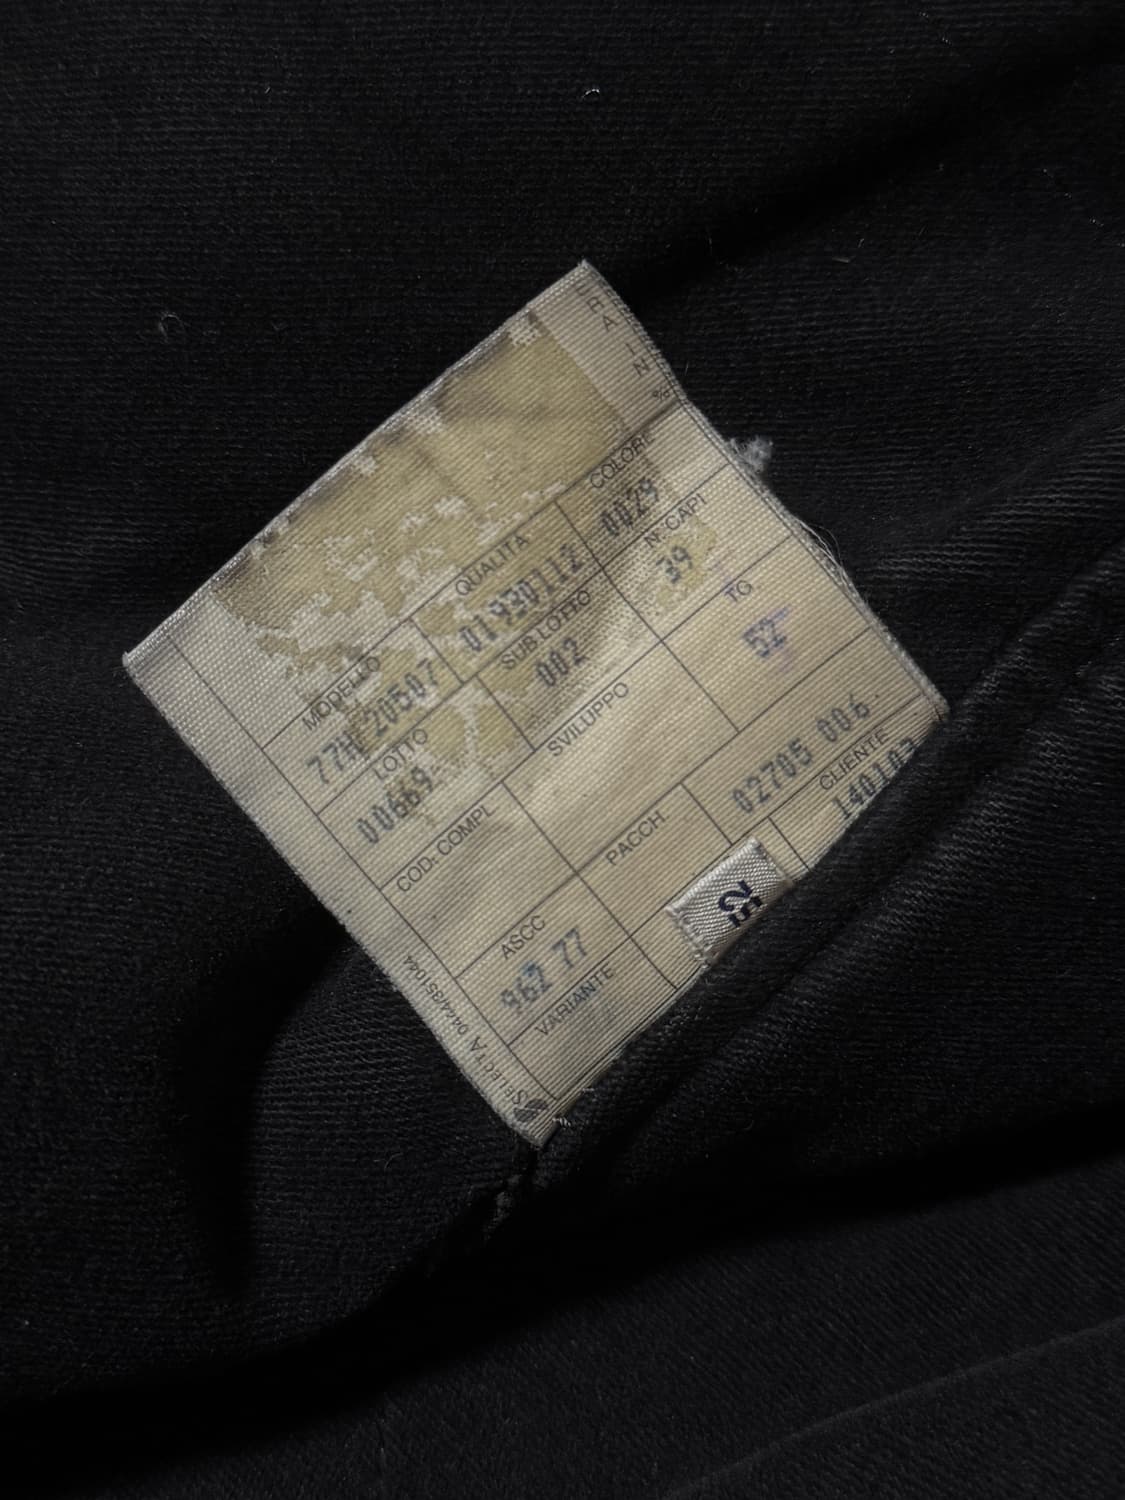 MODELLO QUALITA COLORE
77H 20507 01930112 0029
LOTTO SUB LOTTO N° CAPI
00669 002 39
COD. COMPL SVILUPPO TG
52
ASCC PACCH 02705 006
962 77 CLIENTE
VARIANTE 52